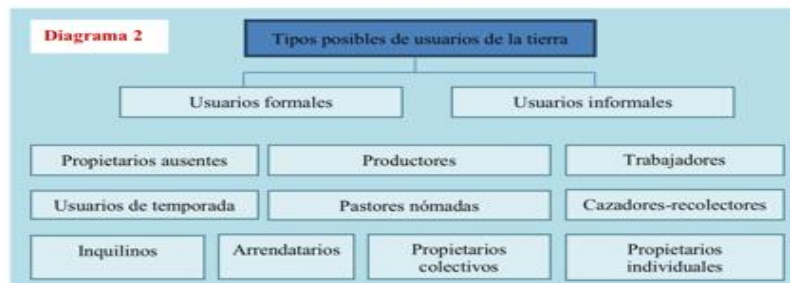 Diagrama 2
Tipos posibles de usuarios de la tierra
Usuarios formales
Usuarios informales
Propietarios ausentes
Productores
Trabajadores
Usuarios de temporada
Pastores nómadas
Cazadores-recolectores
Inquilinos
Arrendatarios
Propietarios
colectivos
Propietarios
individuales